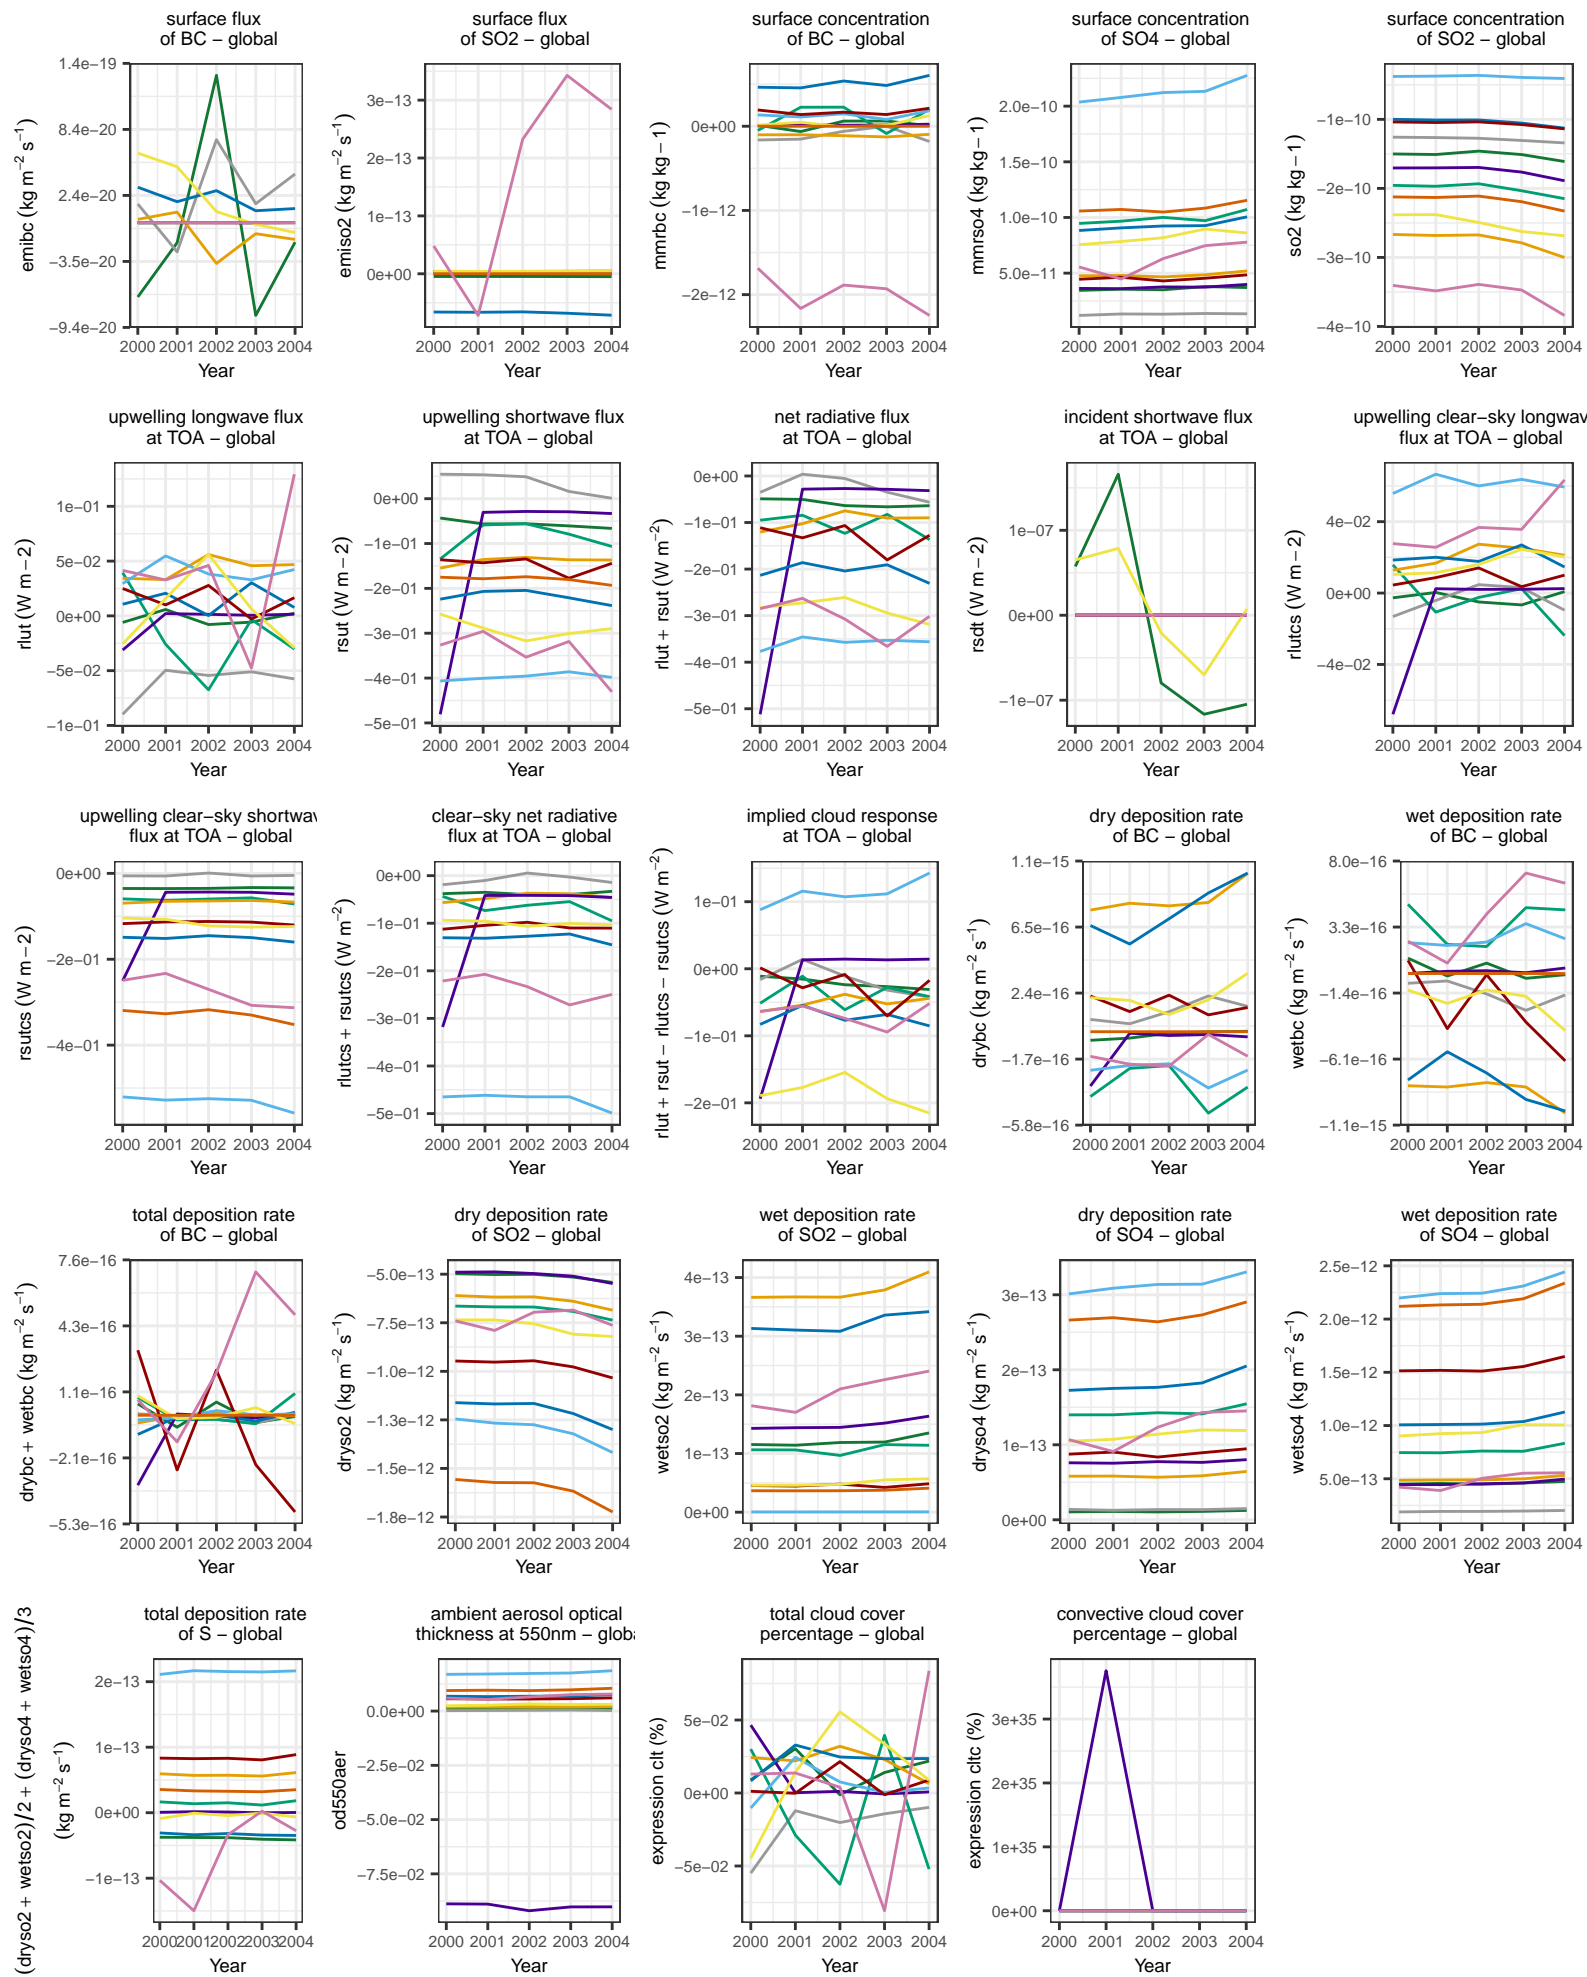 surface flux
of BC − global
emibc (kg m−2 s−1)
1.4e−19
8.4e−20
2.4e−20
−3.5e−20
−9.4e−20
2000 2001 2002 2003 2004
Year
surface flux
of SO2 − global
emiso2 (kg m−2 s−1)
3e−13
2e−13
1e−13
0e+00
2000 2001 2002 2003 2004
Year
surface concentration
of BC − global
mmrbc (kg kg − 1)
0e+00
−1e−12
−2e−12
2000 2001 2002 2003 2004
Year
surface concentration
of SO4 − global
mmrso4 (kg kg − 1)
2.0e−10
1.5e−10
1.0e−10
5.0e−11
2000 2001 2002 2003 2004
Year
surface concentration
of SO2 − global
so2 (kg kg − 1)
−1e−10
−2e−10
−3e−10
−4e−10
2000 2001 2002 2003 2004
Year
upwelling longwave flux
at TOA − global
rlut (W m − 2)
1e−01
5e−02
0e+00
−5e−02
−1e−01
2000 2001 2002 2003 2004
Year
upwelling shortwave flux
at TOA − global
rsut (W m − 2)
0e+00
−1e−01
−2e−01
−3e−01
−4e−01
−5e−01
2000 2001 2002 2003 2004
Year
net radiative flux
at TOA − global
rlut + rsut (W m−2)
0e+00
−1e−01
−2e−01
−3e−01
−4e−01
−5e−01
2000 2001 2002 2003 2004
Year
incident shortwave flux
at TOA − global
rsdt (W m − 2)
1e−07
0e+00
−1e−07
2000 2001 2002 2003 2004
Year
upwelling clear−sky longwav
flux at TOA − global
rlutcs (W m − 2)
4e−02
0e+00
−4e−02
2000 2001 2002 2003 2004
Year
upwelling clear−sky shortwav
flux at TOA − global
rsutcs (W m − 2)
0e+00
−2e−01
−4e−01
2000 2001 2002 2003 2004
Year
clear−sky net radiative
flux at TOA − global
rlutcs + rsutcs (W m−2)
0e+00
−1e−01
−2e−01
−3e−01
−4e−01
−5e−01
2000 2001 2002 2003 2004
Year
implied cloud response
at TOA − global
rlut + rsut − rlutcs − rsutcs (W m−2)
1e−01
0e+00
−1e−01
−2e−01
2000 2001 2002 2003 2004
Year
dry deposition rate
of BC − global
drybc (kg m−2 s−1)
1.1e−15
6.5e−16
2.4e−16
−1.7e−16
−5.8e−16
2000 2001 2002 2003 2004
Year
wet deposition rate
of BC − global
wetbc (kg m−2 s−1)
8.0e−16
3.3e−16
−1.4e−16
−6.1e−16
−1.1e−15
2000 2001 2002 2003 2004
Year
total deposition rate
of BC − global
drybc + wetbc (kg m−2 s−1)
7.6e−16
4.3e−16
1.1e−16
−2.1e−16
−5.3e−16
2000 2001 2002 2003 2004
Year
dry deposition rate
of SO2 − global
dryso2 (kg m−2 s−1)
−5.0e−13
−7.5e−13
−1.0e−12
−1.3e−12
−1.5e−12
−1.8e−12
2000 2001 2002 2003 2004
Year
wet deposition rate
of SO2 − global
wetso2 (kg m−2 s−1)
4e−13
3e−13
2e−13
1e−13
0e+00
2000 2001 2002 2003 2004
Year
dry deposition rate
of SO4 − global
dryso4 (kg m−2 s−1)
3e−13
2e−13
1e−13
0e+00
2000 2001 2002 2003 2004
Year
wet deposition rate
of SO4 − global
wetso4 (kg m−2 s−1)
2.5e−12
2.0e−12
1.5e−12
1.0e−12
5.0e−13
2000 2001 2002 2003 2004
Year
total deposition rate
of S − global
(dryso2 + wetso2)/2 + (dryso4 + wetso4)/3
(kg m−2 s−1)
2e−13
1e−13
0e+00
−1e−13
2000 2001 2002 2003 2004
Year
ambient aerosol optical
thickness at 550nm − globa
od550aer
0.0e+00
−2.5e−02
−5.0e−02
−7.5e−02
2000 2001 2002 2003 2004
Year
total cloud cover
percentage − global
expression clt (%)
5e−02
0e+00
−5e−02
2000 2001 2002 2003 2004
Year
convective cloud cover
percentage − global
expression cltc (%)
3e+35
2e+35
1e+35
0e+00
2000 2001 2002 2003 2004
Year